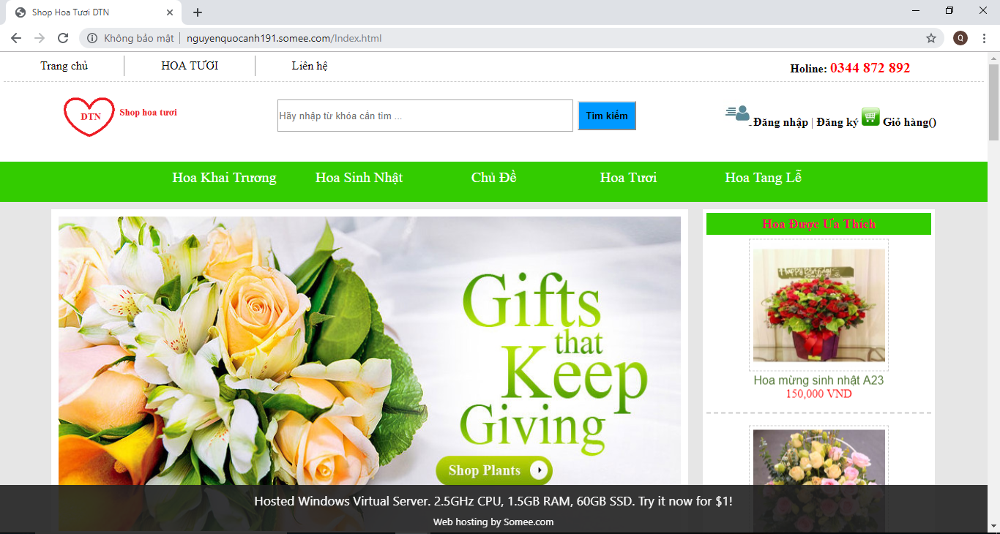 Shop Hoa Tươi DTN
Không bảo mật nguyenquocanh191.somee.com/Index.html
Q
Trang chủ HOA TƯƠI Liên hệ Holine: 0344 872 892
DTN Shop hoa tươi Hãy nhập từ khóa cần tìm ... Tìm kiếm Đăng nhập | Đăng ký Giỏ hàng()
Hoa Khai Trương Hoa Sinh Nhật Chủ Đề Hoa Tươi Hoa Tang Lễ
Gifts
that
Keep
Giving
Shop Plants
Hoa Được Ưa Thích
Happy Birthday
Hoa mừng sinh nhật A23
150,000 VND
Hosted Windows Virtual Server. 2.5GHz CPU, 1.5GB RAM, 60GB SSD. Try it now for $1!
Web hosting by Somee.com